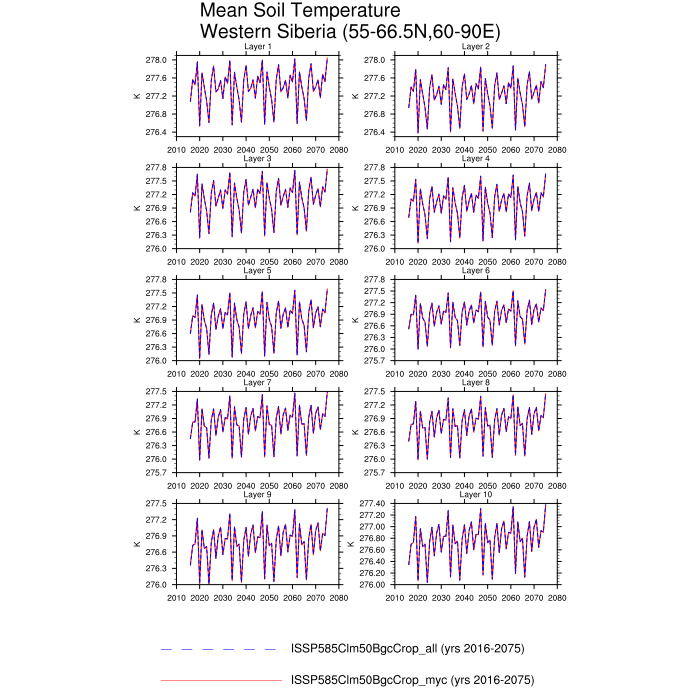 Mean Soil Temperature
Western Siberia (55-66.5N,60-90E)
Layer 1
Layer 2
278.0
277.6
277.2
276.8
276.4
K
2010 2020 2030 2040 2050 2060 2070 2080
278.0
277.6
277.2
276.8
276.4
K
2010 2020 2030 2040 2050 2060 2070 2080
Layer 3
Layer 4
277.8
277.5
277.2
276.9
276.6
276.3
276.0
K
2010 2020 2030 2040 2050 2060 2070 2080
277.8
277.5
277.2
276.9
276.6
276.3
276.0
K
2010 2020 2030 2040 2050 2060 2070 2080
Layer 5
Layer 6
277.8
277.5
277.2
276.9
276.6
276.3
276.0
K
2010 2020 2030 2040 2050 2060 2070 2080
277.8
277.5
277.2
276.9
276.6
276.3
276.0
275.7
K
2010 2020 2030 2040 2050 2060 2070 2080
Layer 7
Layer 8
277.5
277.2
276.9
276.6
276.3
276.0
275.7
K
2010 2020 2030 2040 2050 2060 2070 2080
277.5
277.2
276.9
276.6
276.3
276.0
275.7
K
2010 2020 2030 2040 2050 2060 2070 2080
Layer 9
Layer 10
277.5
277.2
276.9
276.6
276.3
276.0
K
2010 2020 2030 2040 2050 2060 2070 2080
277.40
277.20
277.00
276.80
276.60
276.40
276.20
276.00
K
2010 2020 2030 2040 2050 2060 2070 2080
ISSP585Clm50BgcCrop_all (yrs 2016-2075)
ISSP585Clm50BgcCrop_myc (yrs 2016-2075)